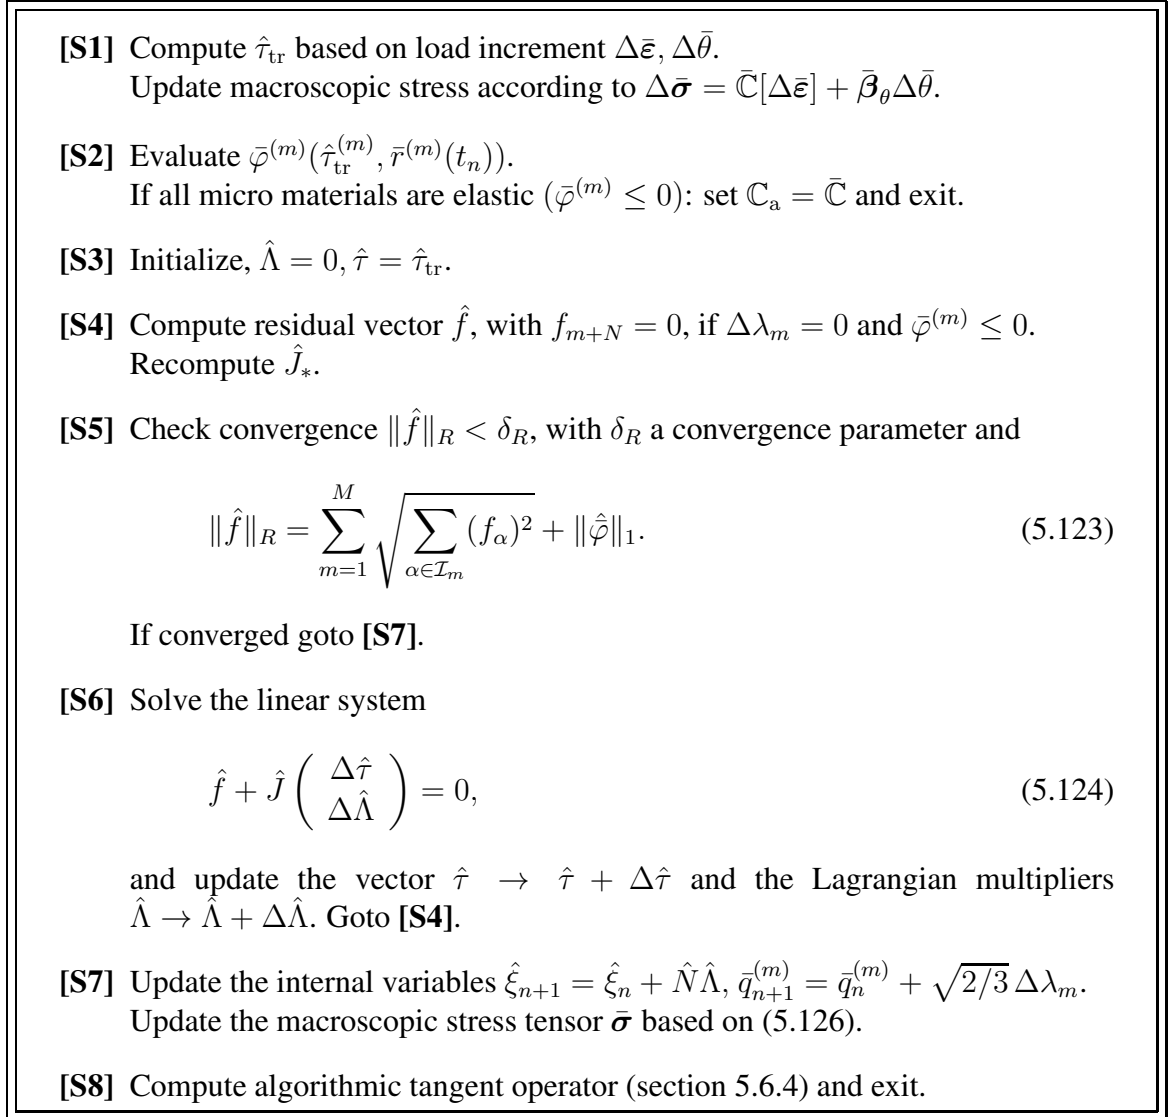 [S1] Compute τ̂_tr based on load increment Δε̄, Δθ̄.
Update macroscopic stress according to Δσ̄ = ℂ̄[Δε̄] + β̄_θ Δθ̄.
[S2] Evaluate φ̄^(m)(τ̂_tr^(m), r̄^(m)(t_n)).
If all micro materials are elastic (φ̄^(m) ≤ 0): set ℂ_a = ℂ̄ and exit.
[S3] Initialize, Λ̂ = 0, τ̂ = τ̂_tr.
[S4] Compute residual vector f̂, with f_{m+N} = 0, if Δλ_m = 0 and φ̄^(m) ≤ 0.
Recompute Ĵ_*.
[S5] Check convergence ‖f̂‖_R < δ_R, with δ_R a convergence parameter and
‖f̂‖_R = ∑_{m=1}^{M} √(∑_{α∈ℐ_m} (f_α)²) + ‖φ̄̂‖_1. (5.123)
If converged goto [S7].
[S6] Solve the linear system
f̂ + Ĵ ( Δτ̂ ; ΔΛ̂ ) = 0, (5.124)
and update the vector τ̂ → τ̂ + Δτ̂ and the Lagrangian multipliers
Λ̂ → Λ̂ + ΔΛ̂. Goto [S4].
[S7] Update the internal variables ξ̂_{n+1} = ξ̂_n + N̂Λ̂, q̄_{n+1}^(m) = q̄_n^(m) + √(2/3) Δλ_m.
Update the macroscopic stress tensor σ̄ based on (5.126).
[S8] Compute algorithmic tangent operator (section 5.6.4) and exit.